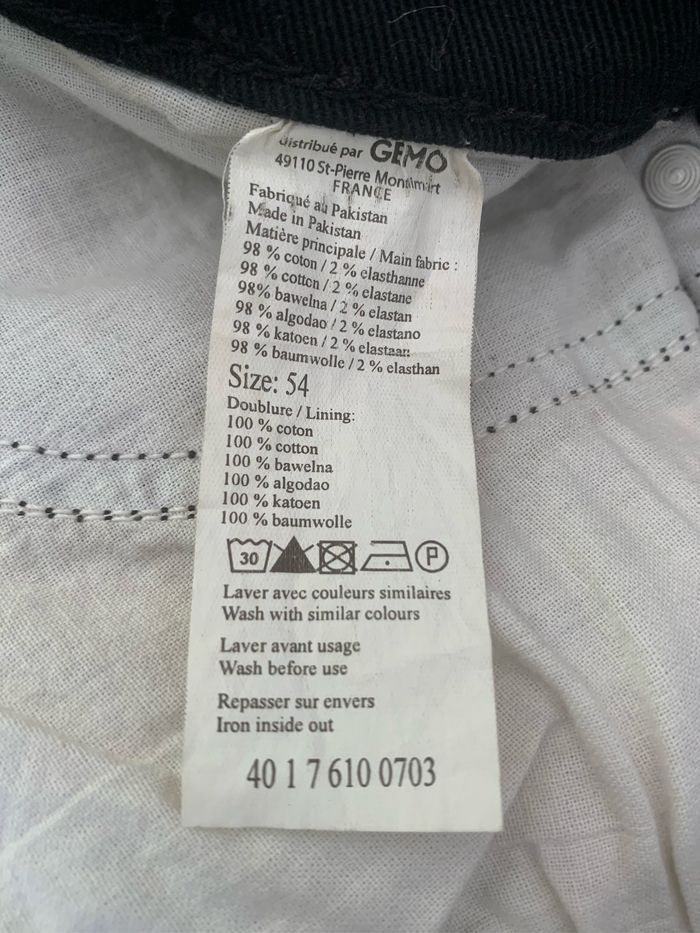 distribué par GEMO
49110 St-Pierre Montlimart
FRANCE
Fabriqué au Pakistan
Made in Pakistan
Matière principale / Main fabric :
98 % coton / 2 % elasthanne
98 % cotton / 2 % elastane
98% bawelna / 2 % elastan
98 % algodao / 2 % elastano
98 % katoen / 2 % elastaan
98 % baumwolle / 2 % elasthan
Size: 54
Doublure / Lining:
100 % coton
100 % cotton
100 % bawelna
100 % algodao
100 % katoen
100 % baumwolle
30 P
Laver avec couleurs similaires
Wash with similar colours
Laver avant usage
Wash before use
Repasser sur envers
Iron inside out
40 1 7 610 0703